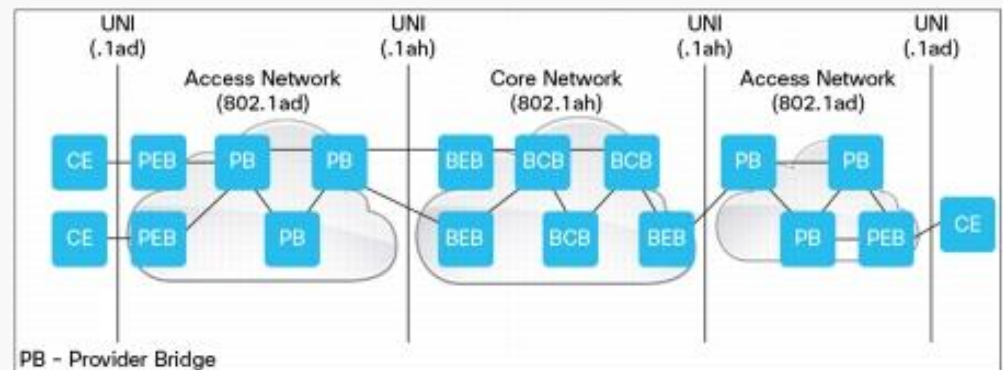 UNI
(.1ad)
UNI
(.1ah)
UNI
(.1ah)
UNI
(.1ad)
Access Network
(802.1ad)
Core Network
(802.1ah)
Access Network
(802.1ad)
CE
PEB
PB
PB
BEB
BCB
BCB
PB
PB
CE
PEB
PB
BEB
BCB
BEB
PB
PEB
CE
PB - Provider Bridge